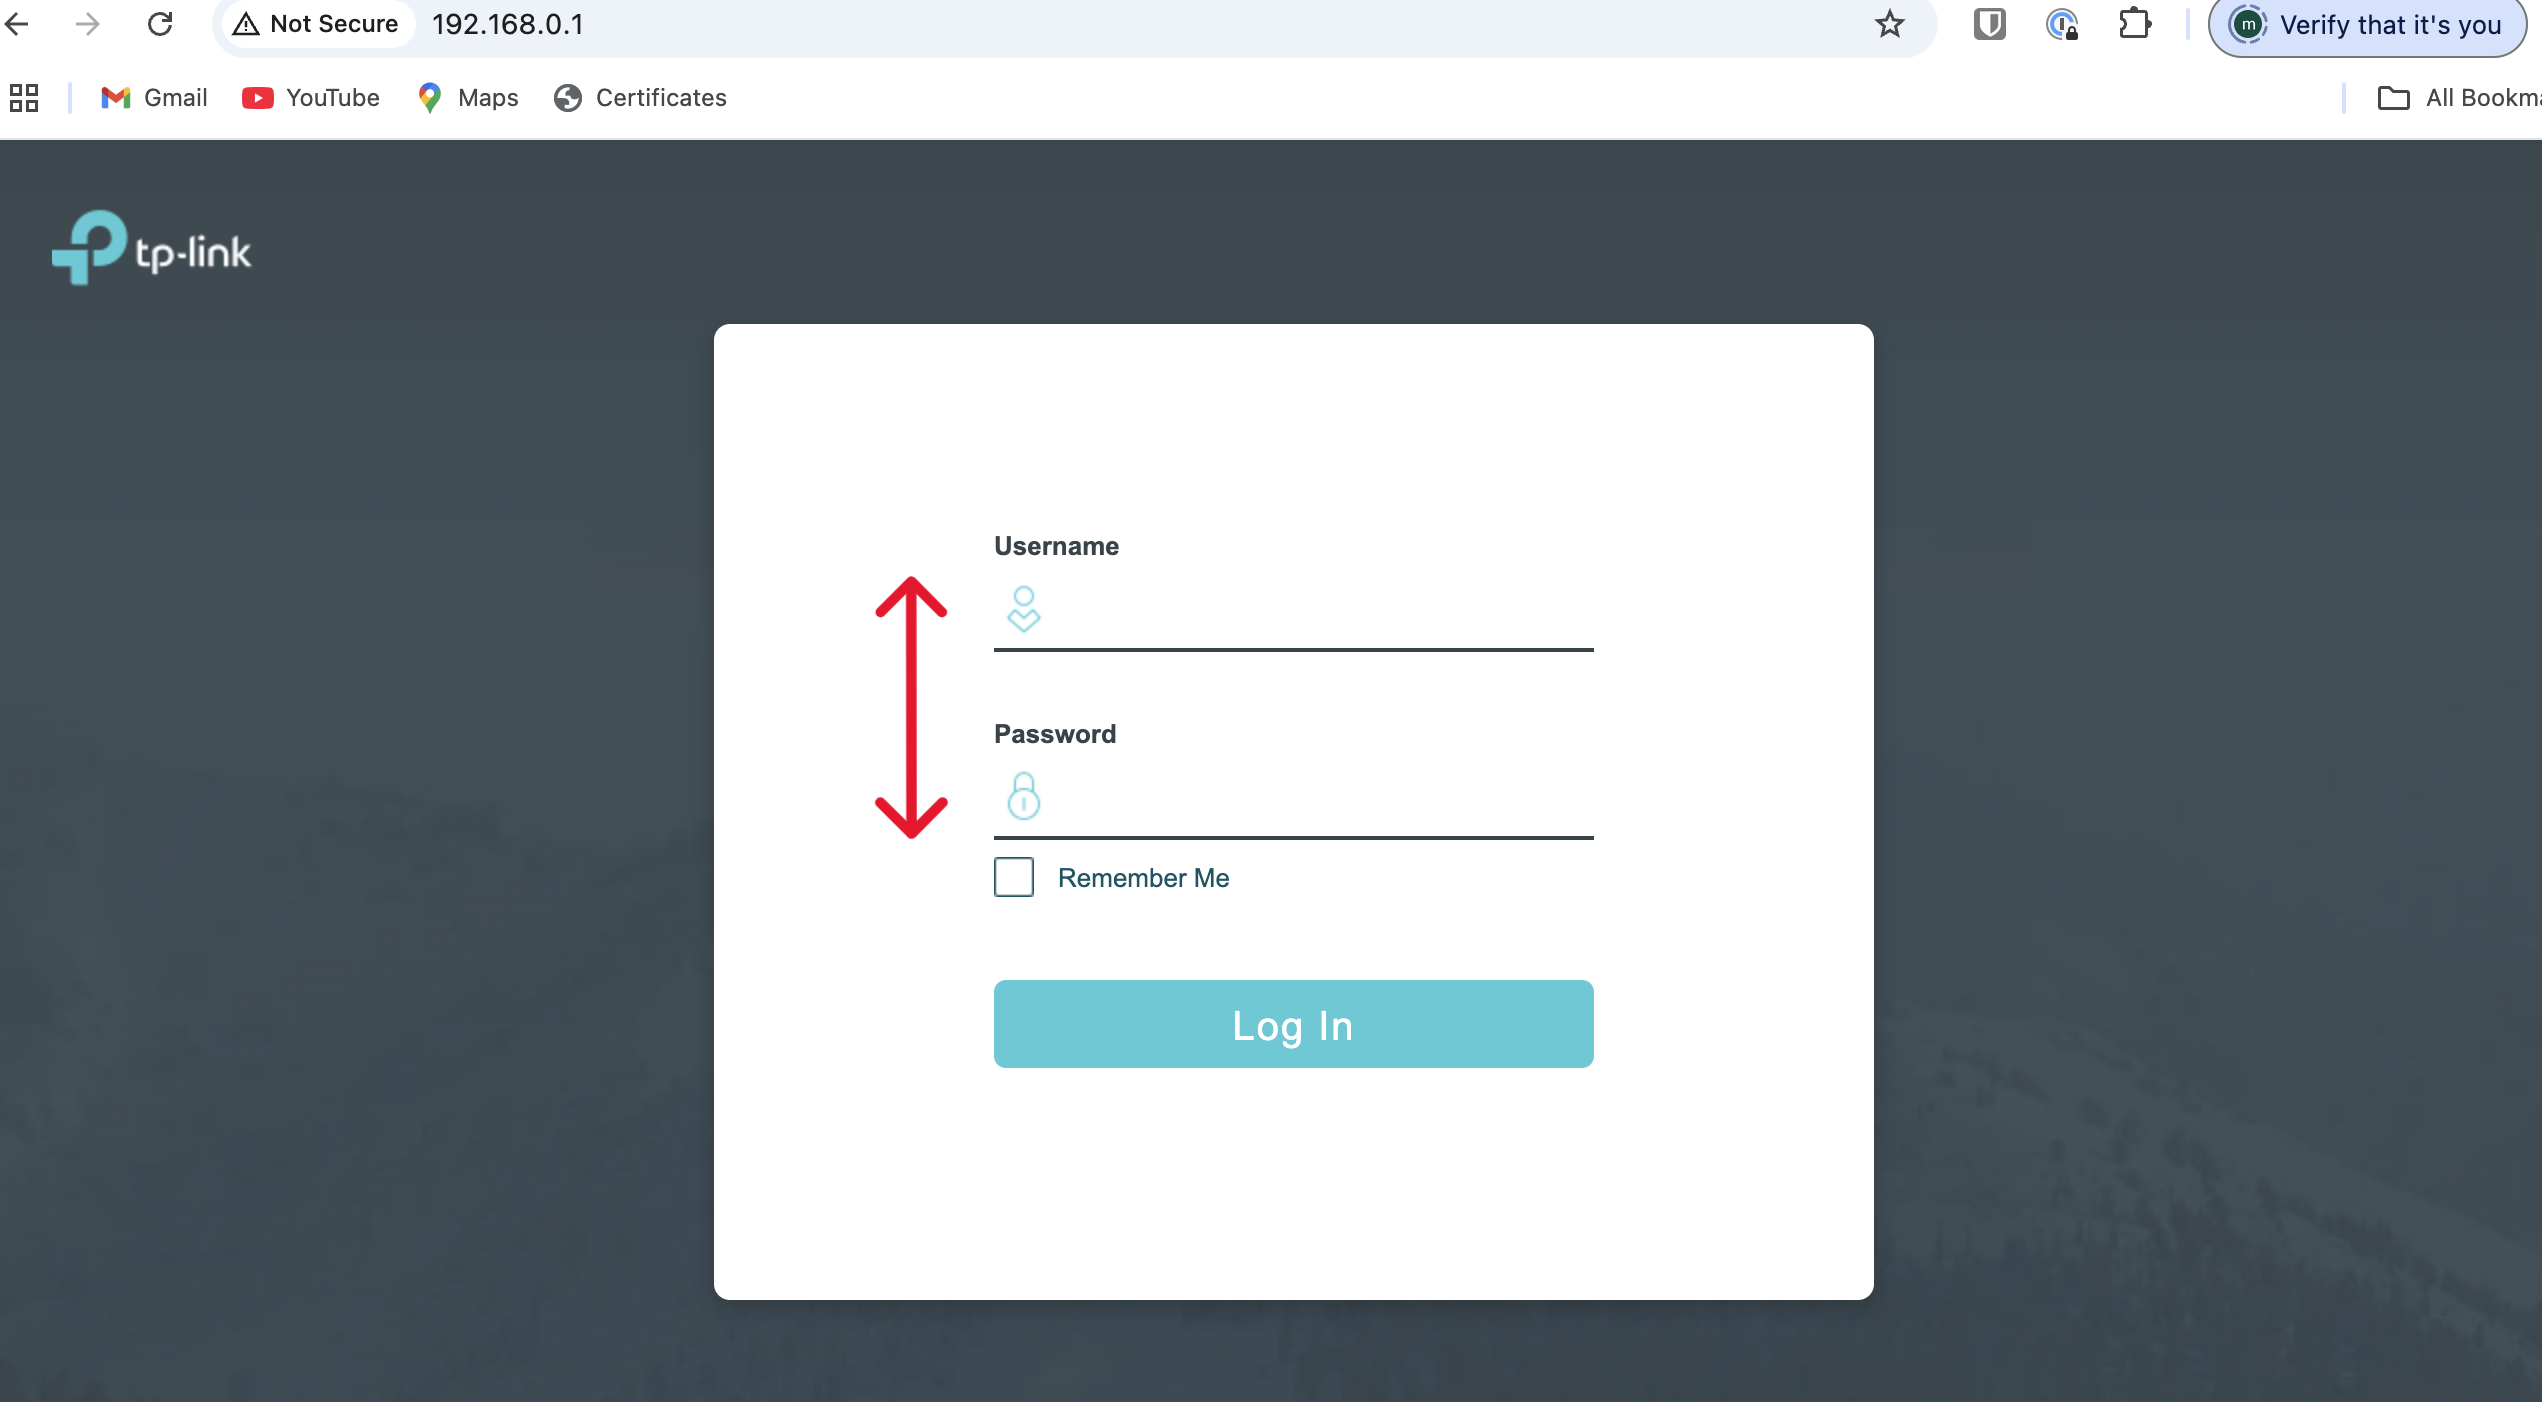 Not Secure 192.168.0.1 m Verify that it's you
Gmail YouTube Maps Certificates All Bookma
tp-link
Username
Password
Remember Me
Log In